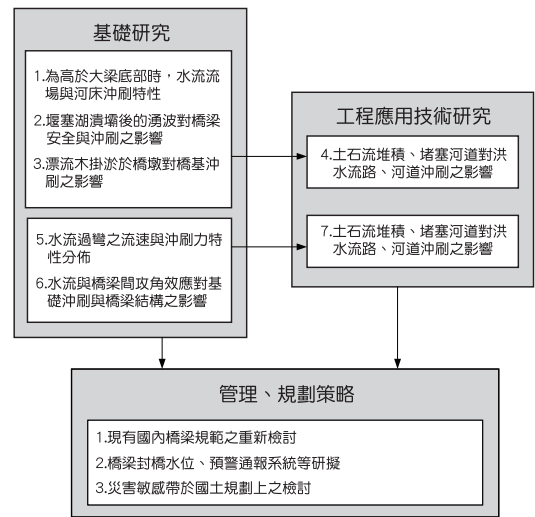 基礎研究
1.為高於大梁底部時，水流流
場與河床沖刷特性
2.堰塞湖潰壩後的湧波對橋梁
安全與沖刷之影響
3.漂流木掛淤於橋墩對橋基沖
刷之影響
5.水流過彎之流速與沖刷力特
性分佈
6.水流與橋梁間攻角效應對基
礎沖刷與橋梁結構之影響
工程應用技術研究
4.土石流堆積、堵塞河道對洪
水流路、河道沖刷之影響
7.土石流堆積、堵塞河道對洪
水流路、河道沖刷之影響
管理、規劃策略
1.現有國內橋梁規範之重新檢討
2.橋梁封橋水位、預警通報系統等研擬
3.災害敏感帶於國土規劃上之檢討